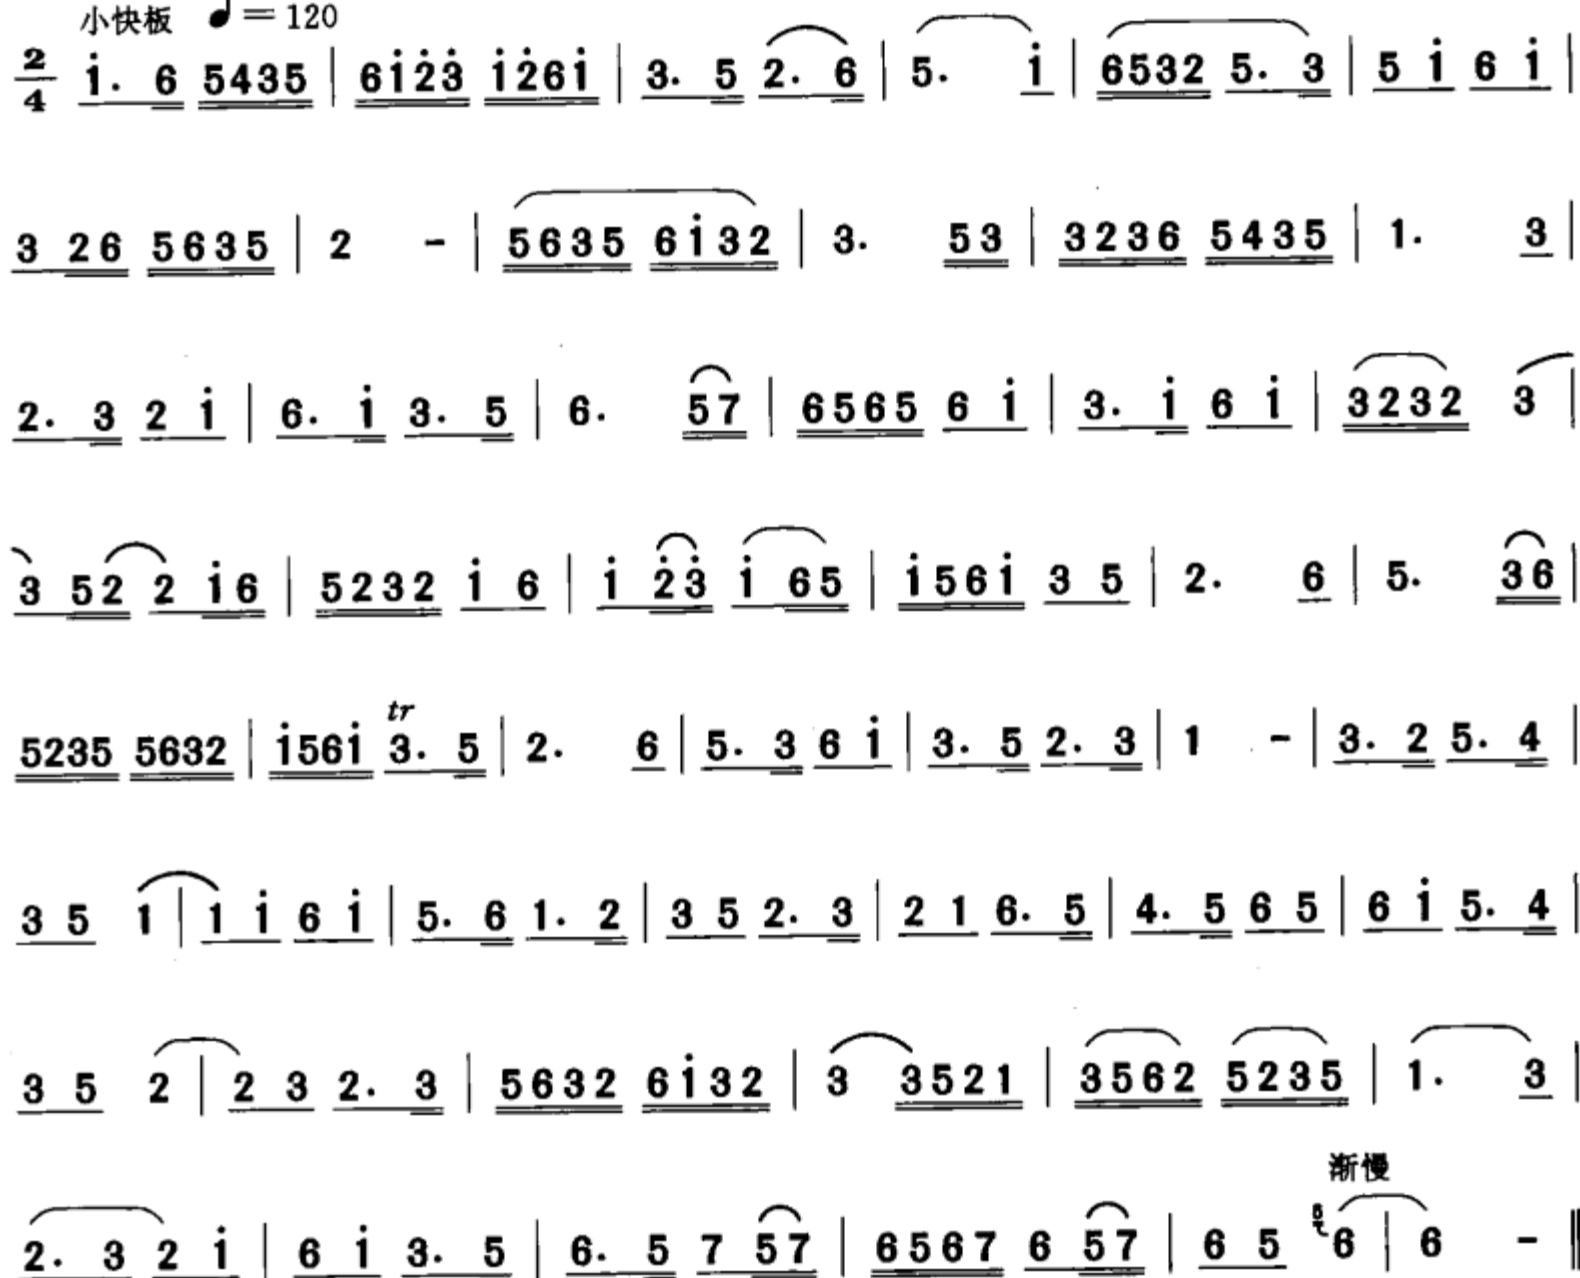 小快板 ♩= 120
2/4 i. 6 5435 | 6i2̇3̇ i2̇6i | 3. 5 2. 6 | 5. i | 6532 5. 3 | 5 i 6 i |
3 26 5635 | 2 - | 5635 6i32 | 3. 53 | 3236 5435 | 1. 3 |
2. 3 2 i | 6. i 3. 5 | 6. 57 | 6565 6 i | 3. i 6 i | 3232 3 |
3 52 2 i6 | 5232 i 6 | i 2̇3̇ i 65 | i56i 3 5 | 2. 6 | 5. 36 |
tr
5235 5632 | i56i 3. 5 | 2. 6 | 5. 3 6 i | 3. 5 2. 3 | 1 - | 3. 2 5. 4 |
3 5 1 | 1 i 6 i | 5. 6 1. 2 | 3 5 2. 3 | 2 1 6. 5 | 4. 5 6 5 | 6 i 5. 4 |
3 5 2 | 2 3 2. 3 | 5632 6i32 | 3 3521 | 3562 5235 | 1. 3 |
渐慢
2. 3 2 i | 6 i 3. 5 | 6. 5 7 57 | 6567 6 57 | 6 5 6 | 6 - ‖